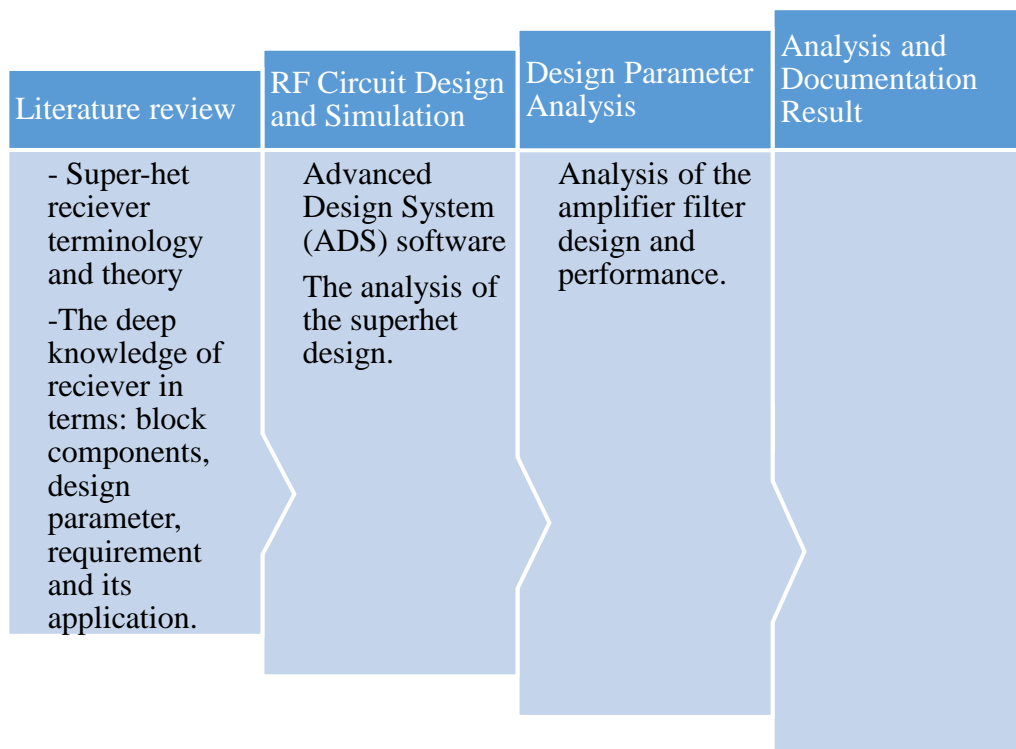 Literature review
- Super-het
reciever
terminology
and theory
-The deep
knowledge of
reciever in
terms: block
components,
design
parameter,
requirement
and its
application.
RF Circuit Design
and Simulation
Advanced
Design System
(ADS) software
The analysis of
the superhet
design.
Design Parameter
Analysis
Analysis of the
amplifier filter
design and
performance.
Analysis and
Documentation
Result